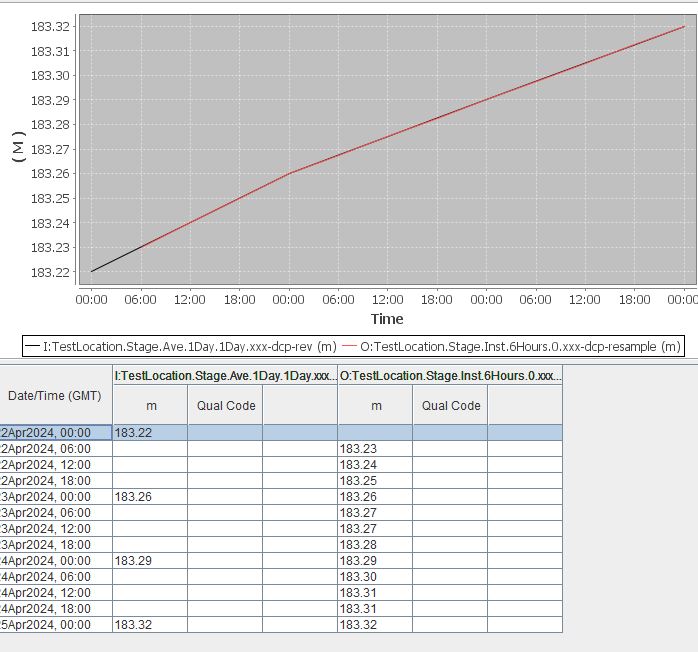 183.32
183.31
183.30
183.29
183.28
183.27
183.26
183.25
183.24
183.23
183.22
(M)
00:00 06:00 12:00 18:00 00:00 06:00 12:00 18:00 00:00 06:00 12:00 18:00 00:00
Time
I:TestLocation.Stage.Ave.1Day.1Day.xxx-dcp-rev (m) O:TestLocation.Stage.Inst.6Hours.0.xxx-dcp-resample (m)
Date/Time (GMT) I:TestLocation.Stage.Ave.1Day.1Day.xxx... O:TestLocation.Stage.Inst.6Hours.0.xxx...
m Qual Code m Qual Code
2Apr2024, 00:00 183.22
2Apr2024, 06:00 183.23
2Apr2024, 12:00 183.24
2Apr2024, 18:00 183.25
3Apr2024, 00:00 183.26 183.26
3Apr2024, 06:00 183.27
3Apr2024, 12:00 183.27
3Apr2024, 18:00 183.28
4Apr2024, 00:00 183.29 183.29
4Apr2024, 06:00 183.30
4Apr2024, 12:00 183.31
4Apr2024, 18:00 183.31
5Apr2024, 00:00 183.32 183.32